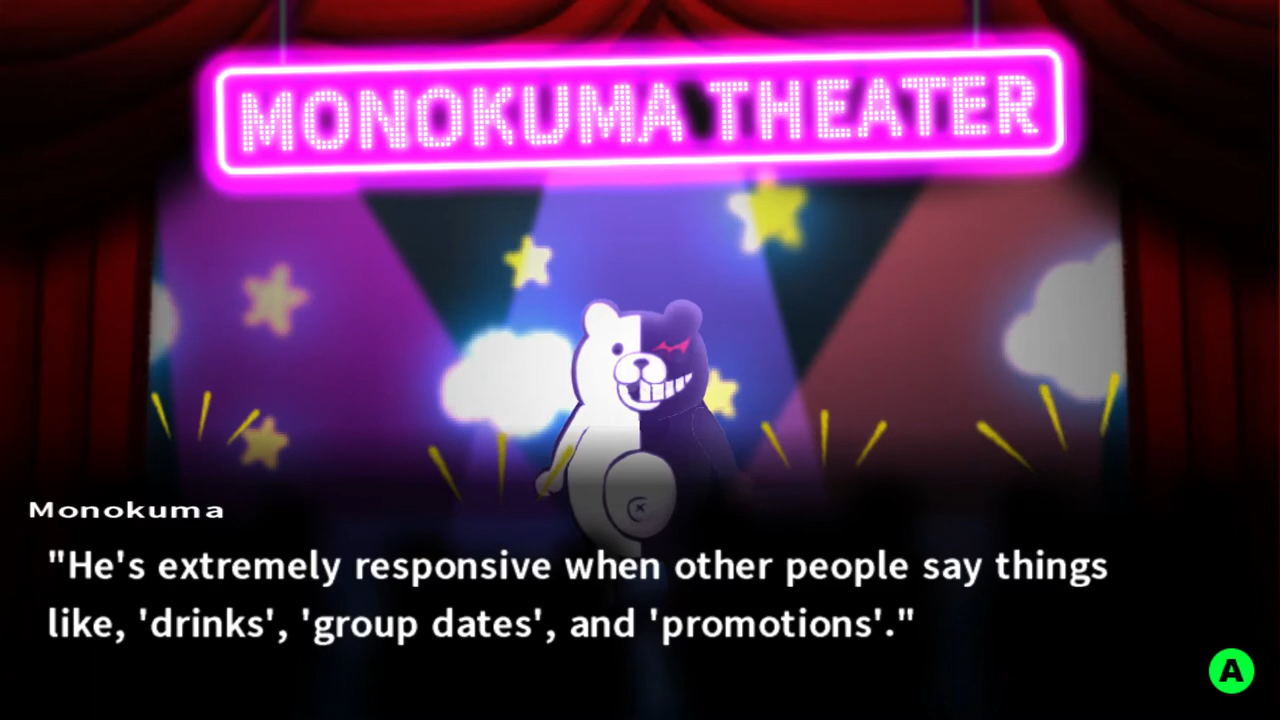 MONOKUMA THEATER
Monokuma
"He's extremely responsive when other people say things
like, 'drinks', 'group dates', and 'promotions'."
A